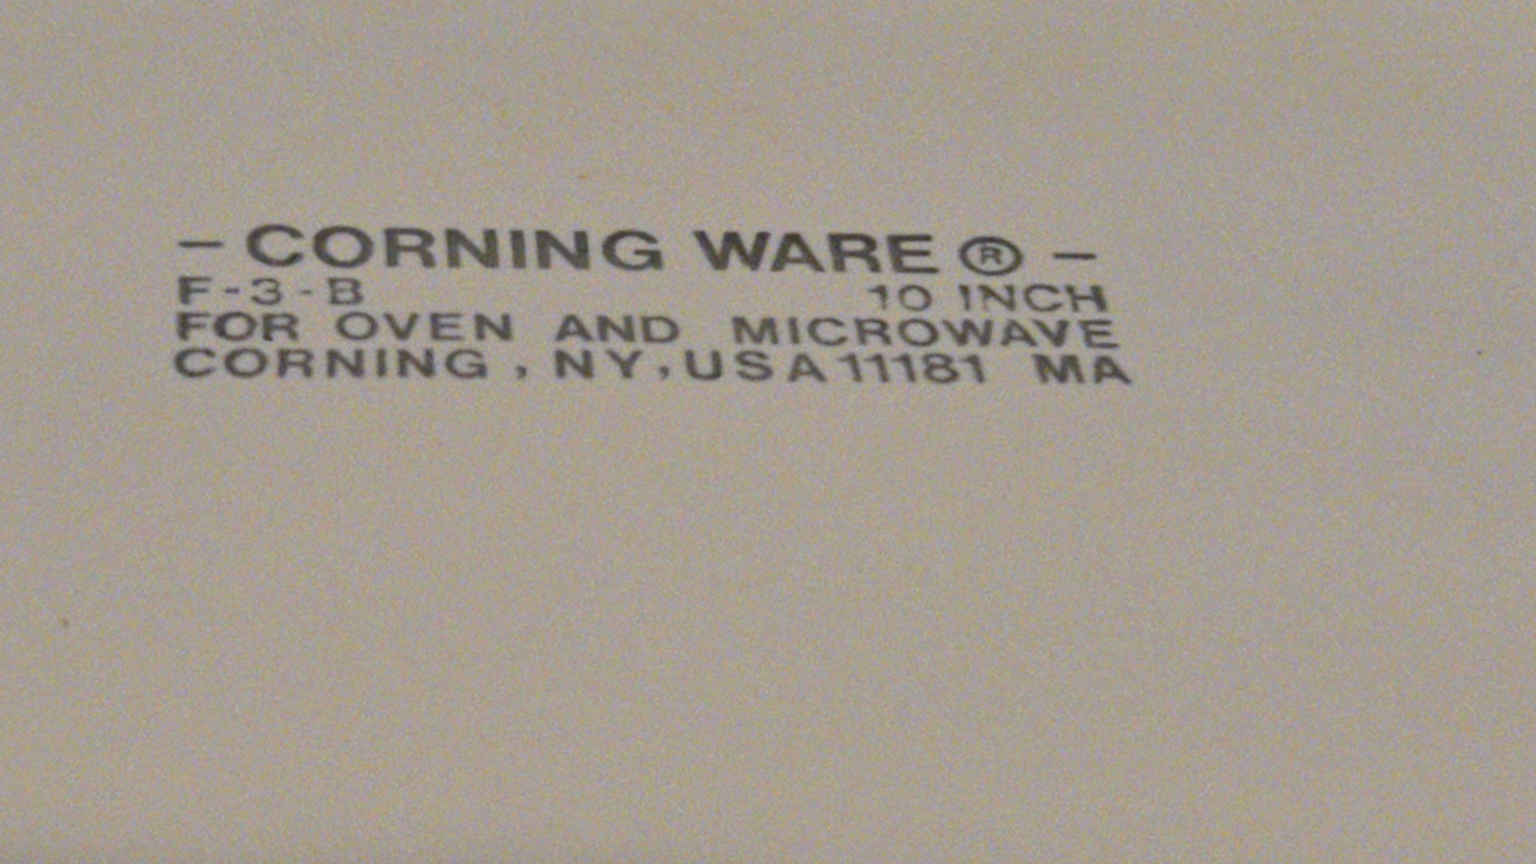 - CORNING WARE ® -
F-3-B 10 INCH
FOR OVEN AND MICROWAVE
CORNING, NY, USA 11181 MA